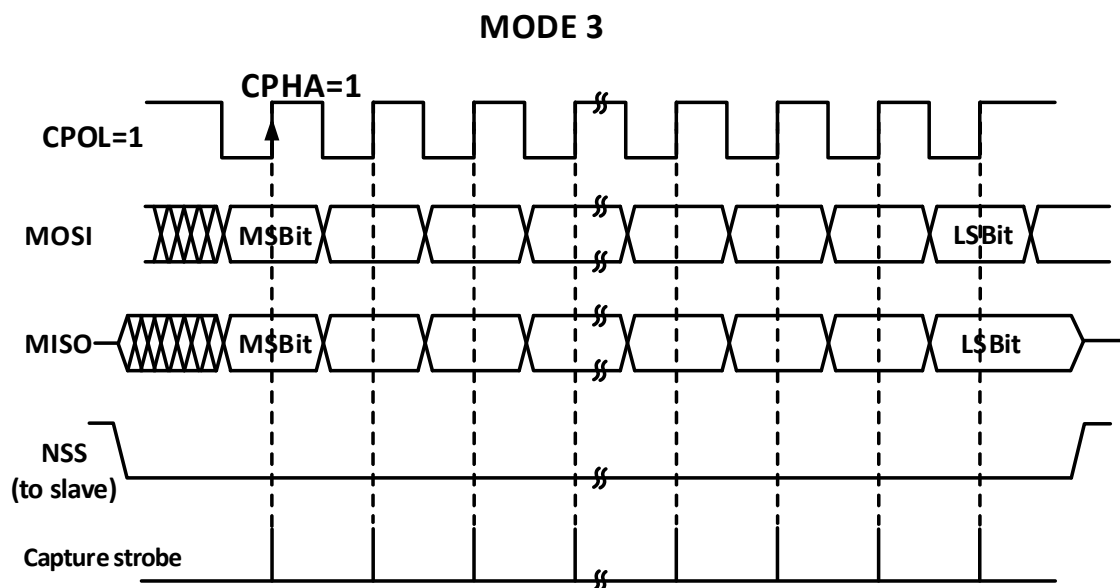 MODE 3
CPHA=1
CPOL=1
MOSI
MSBit
LSBit
MISO
MSBit
LSBit
NSS
(to slave)
Capture strobe